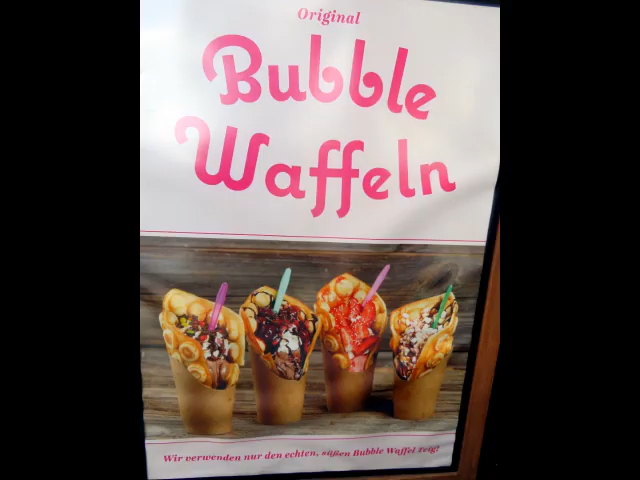 Original
Bubble
Waffeln
Wir verwenden nur den echten, süßen Bubble Waffel Teig!